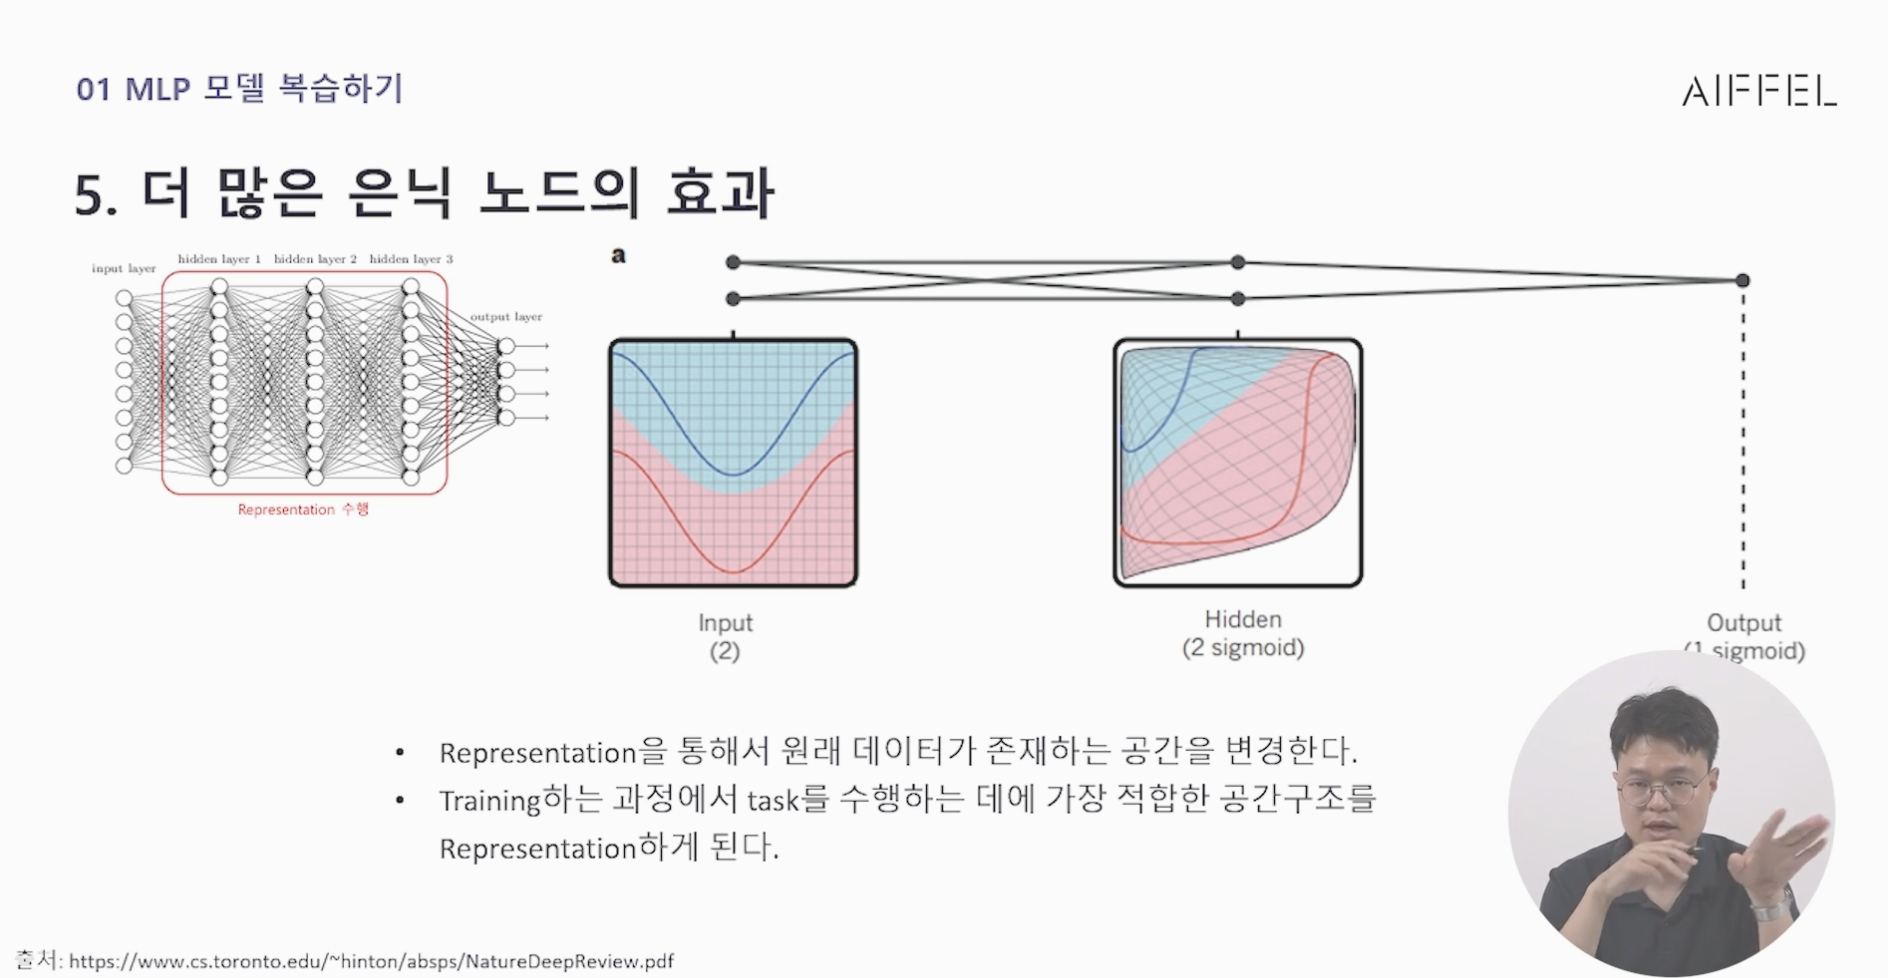 01 MLP 모델 복습하기
AIFFEL
5. 더 많은 은닉 노드의 효과
input layer
hidden layer 1 hidden layer 2 hidden layer 3
output layer
Representation 수행
a
Input
(2)
Hidden
(2 sigmoid)
Output
(1 sigmoid)
• Representation을 통해서 원래 데이터가 존재하는 공간을 변경한다.
• Training하는 과정에서 task를 수행하는 데에 가장 적합한 공간구조를
Representation하게 된다.
출처: https://www.cs.toronto.edu/~hinton/absps/NatureDeepReview.pdf